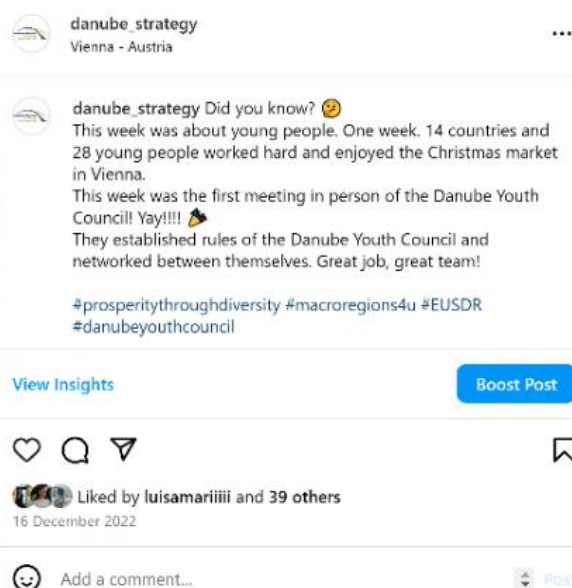 danube_strategy
Vienna - Austria
danube_strategy Did you know? 🤔
This week was about young people. One week. 14 countries and
28 young people worked hard and enjoyed the Christmas market
in Vienna.
This week was the first meeting in person of the Danube Youth
Council! Yay!!!! 🎉
They established rules of the Danube Youth Council and
networked between themselves. Great job, great team!
#prosperitythroughdiversity #macroregions4u #EUSDR
#danubeyouthcouncil
View Insights
Boost Post
Liked by luisamariiiii and 39 others
16 December 2022
Add a comment...
Post